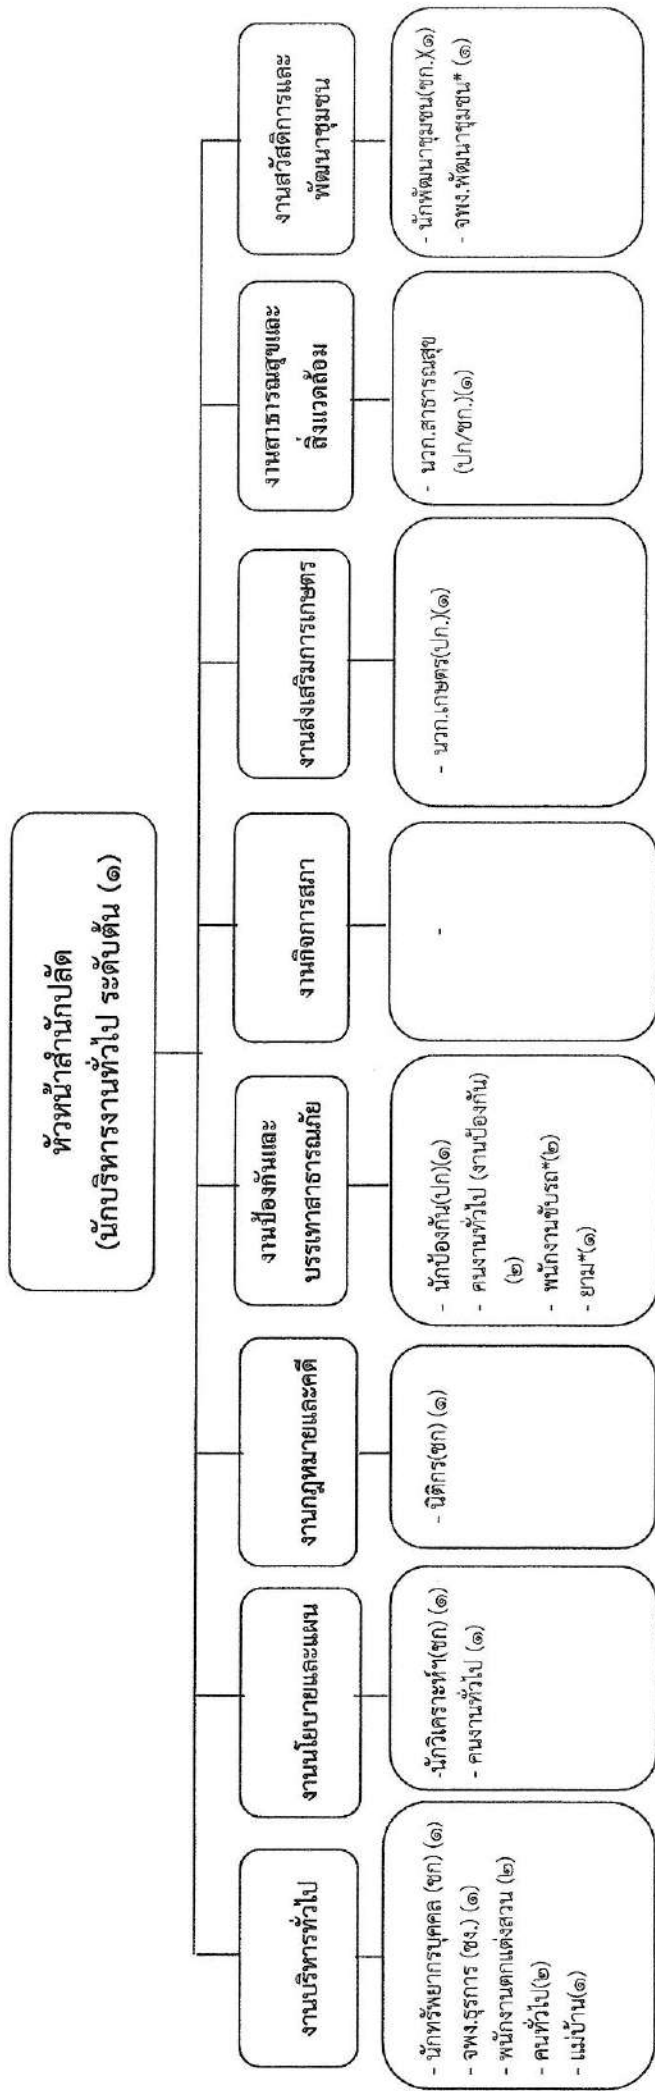 หัวหน้าสำนักปลัด
(นักบริหารงานทั่วไป ระดับต้น (๑)
งานบริหารทั่วไป
- นักทรัพยากรบุคคล (ชก) (๑)
- จพง.ธุรการ (ชง.) (๑)
- พนักงานตกแต่งสวน (๒)
- คนทั่วไป(๒)
- แม่บ้าน(๑)
งานนโยบายและแผน
-นักวิเคราะห์ฯ(ชก) (๑)
- คนงานทั่วไป (๑)
งานกฎหมายและคดี
- นิติกร(ชก) (๑)
งานป้องกันและ
บรรเทาสาธารณภัย
- นักป้องกัน(ปก)(๑)
- คนงานทั่วไป (งานป้องกัน)
(๒)
- พนักงานขับรถ*(๒)
- ยาม*(๑)
งานกิจการสภา
-
งานส่งเสริมการเกษตร
- นวก.เกษตร(ปก.)(๑)
งานสาธารณสุขและ
สิ่งแวดล้อม
- นวก.สาธารณสุข
(ปก/ชก.)(๑)
งานสวัสดิการและ
พัฒนาชุมชน
- นักพัฒนาชุมชน(ชก.)(๑)
- จพง.พัฒนาชุมชน* (๑)